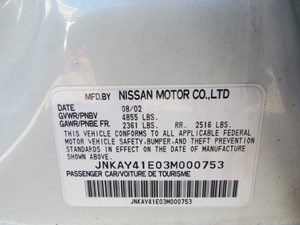 MFD.BY NISSAN MOTOR CO.,LTD
DATE 08/02
GVWR/PNBV 4855 LBS.
GAWR/PNBE FR. 2361 LBS. RR. 2516 LBS.
THIS VEHICLE CONFORMS TO ALL APPLICABLE FEDERAL
MOTOR VEHICLE SAFETY,BUMPER,AND THEFT PREVENTION
STANDARDS IN EFFECT ON THE DATE OF MANUFACTURE
SHOWN ABOVE.
JNKAY41E03M000753
PASSENGER CAR/VOITURE DE TOURISME
JNKAY41E03M000753